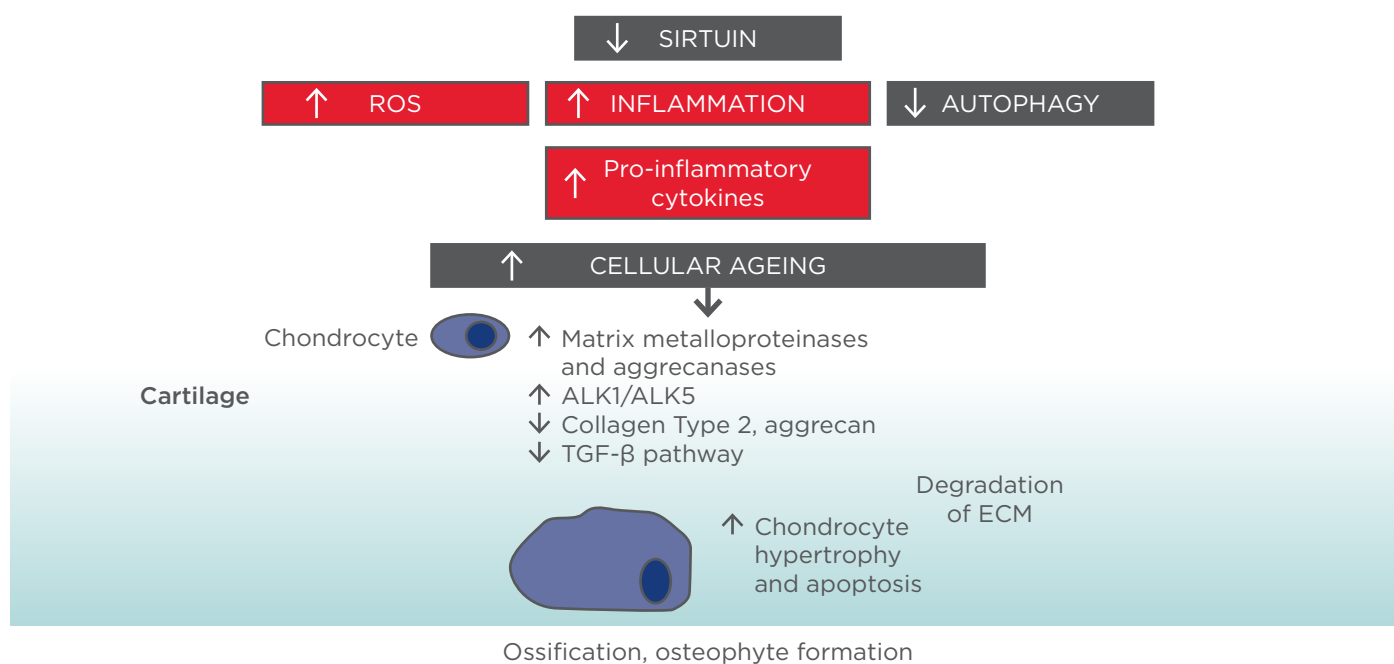 ↓ SIRTUIN
↑ ROS
↑ INFLAMMATION
↓ AUTOPHAGY
↑ Pro-inflammatory
cytokines
↑ CELLULAR AGEING
Chondrocyte
↑ Matrix metalloproteinases
and aggrecanases
Cartilage
↑ ALK1/ALK5
↓ Collagen Type 2, aggrecan
↓ TGF-β pathway
Degradation
of ECM
↑ Chondrocyte
hypertrophy
and apoptosis
Ossification, osteophyte formation